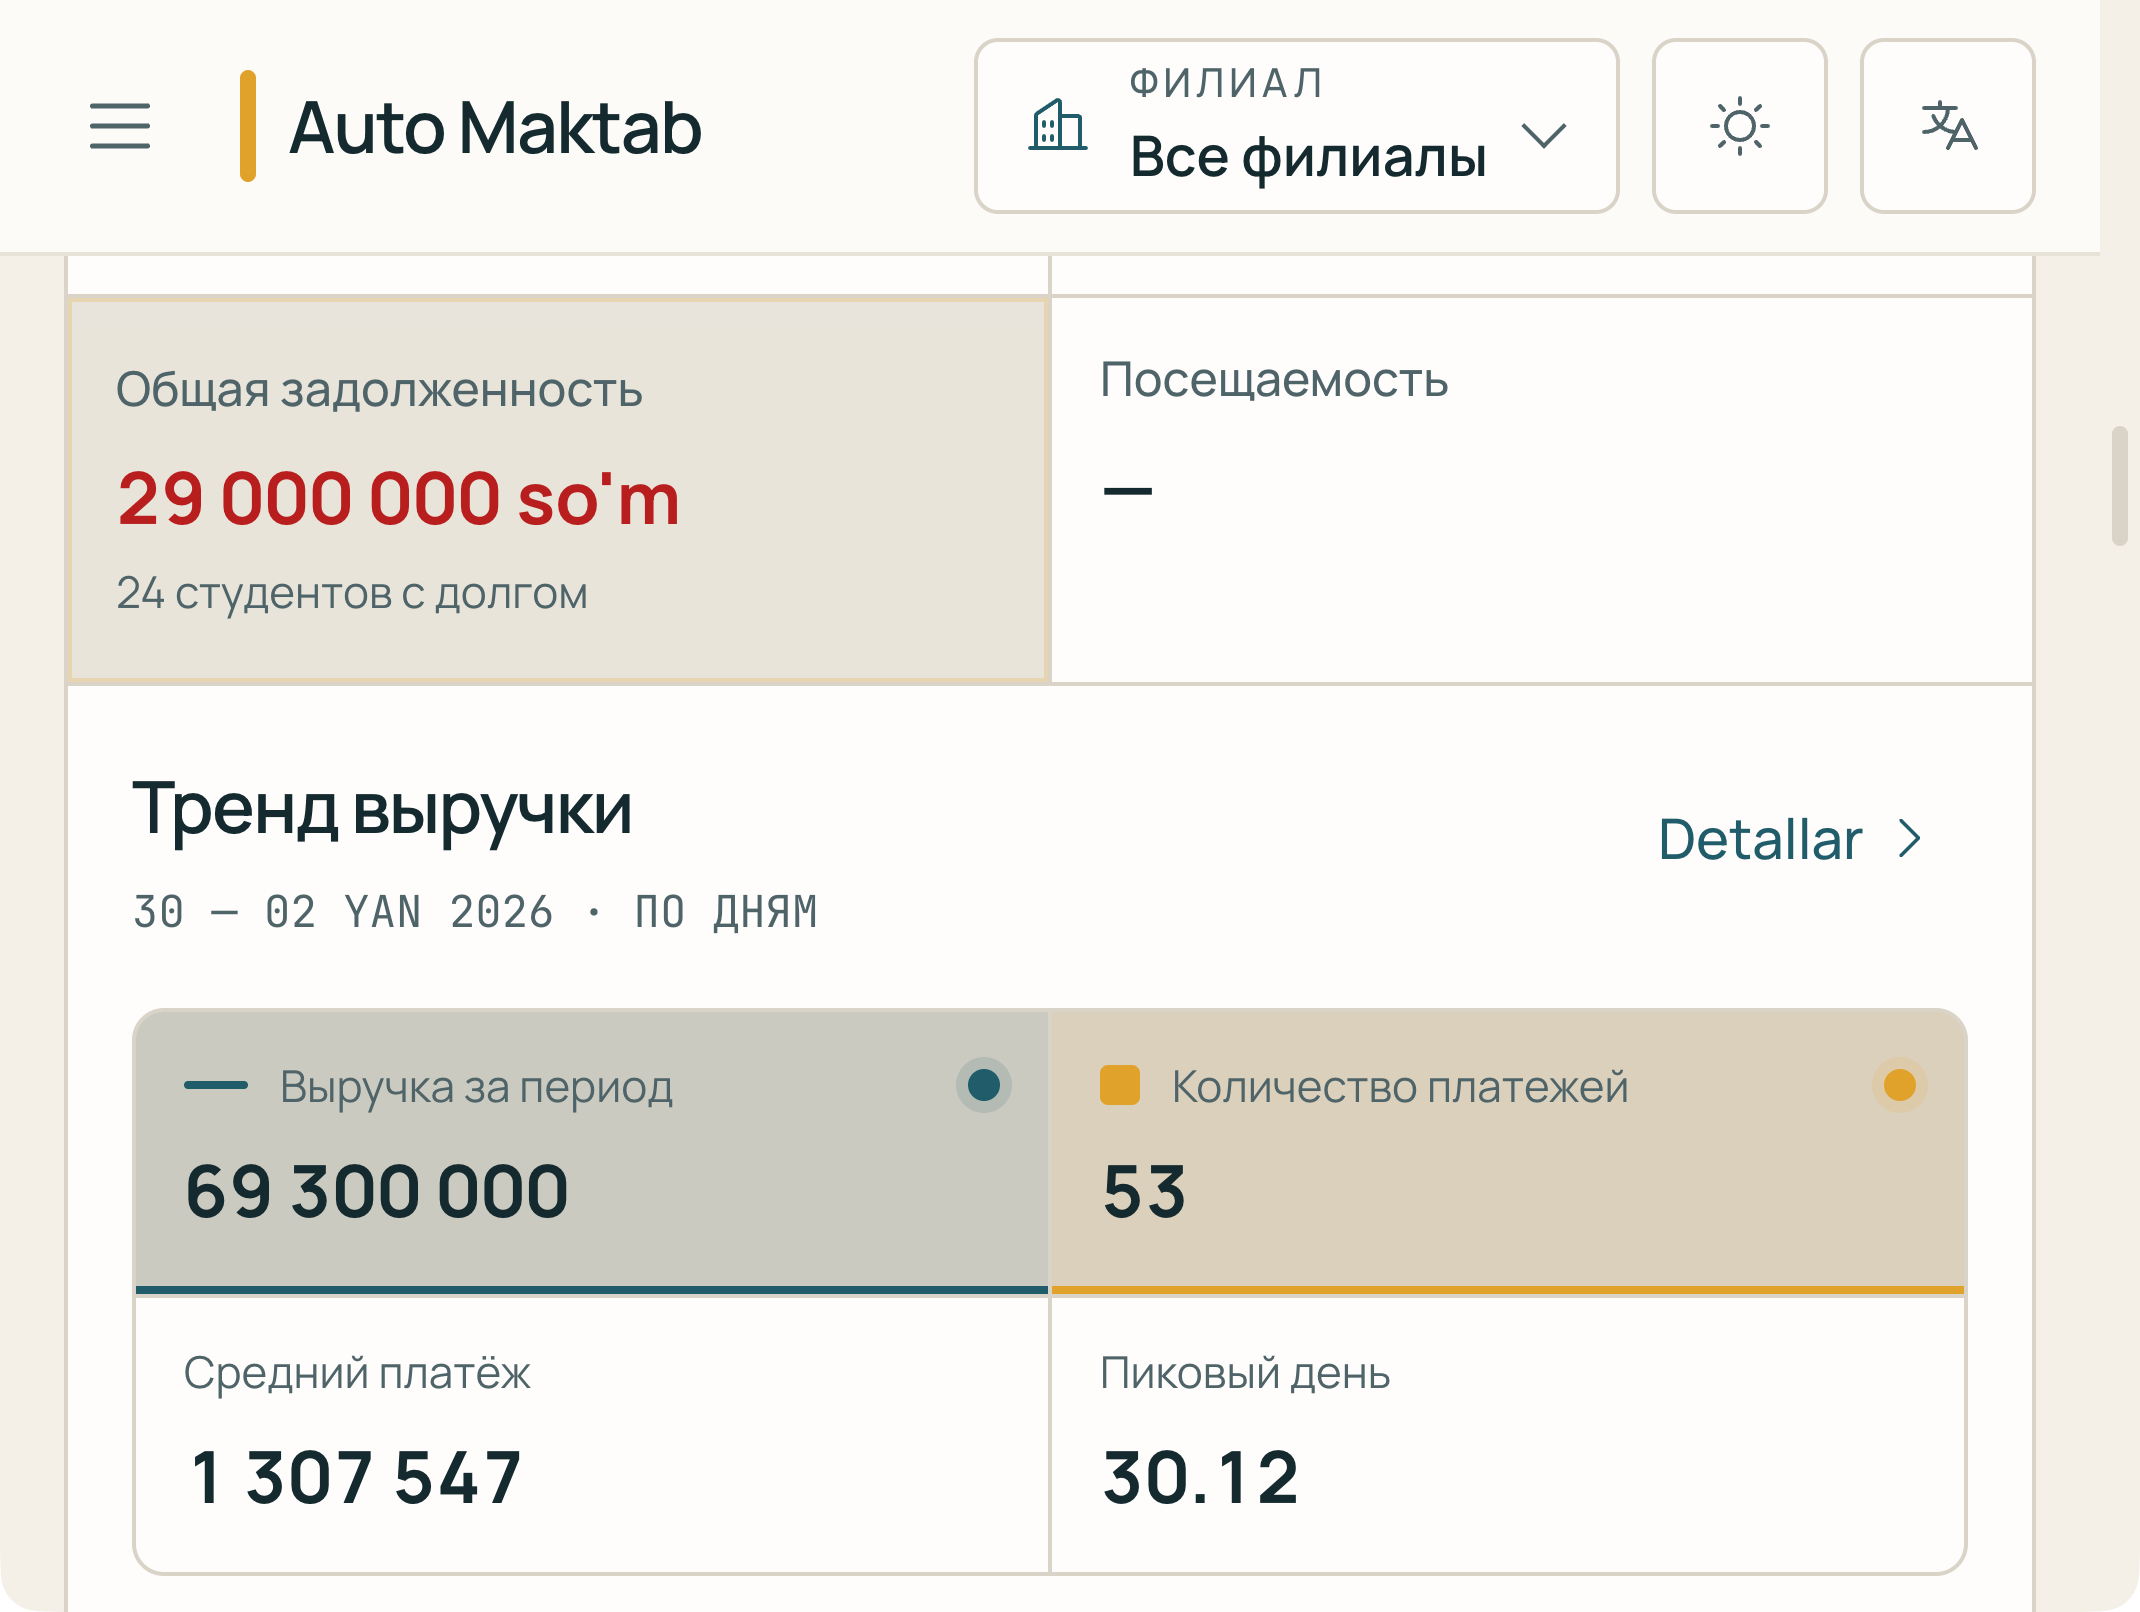 Auto Maktab
ФИЛИАЛ
Все филиалы
Общая задолженность
29 000 000 so'm
24 студентов с долгом
Посещаемость
—
Тренд выручки
30 — 02 YAN 2026 · ПО ДНЯМ
Detallar
Выручка за период
69 300 000
Количество платежей
53
Средний платёж
1 307 547
Пиковый день
30.12